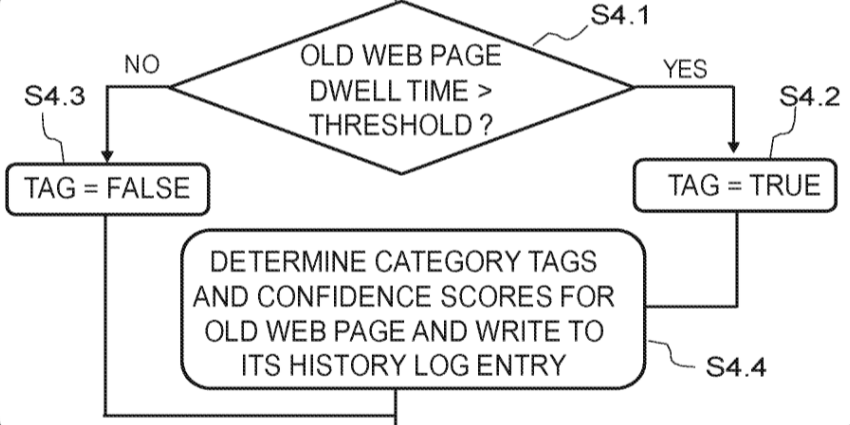 S4.1
OLD WEB PAGE
DWELL TIME >
THRESHOLD ?
NO
YES
S4.3
S4.2
TAG = FALSE
TAG = TRUE
DETERMINE CATEGORY TAGS
AND CONFIDENCE SCORES FOR
OLD WEB PAGE AND WRITE TO
ITS HISTORY LOG ENTRY
S4.4